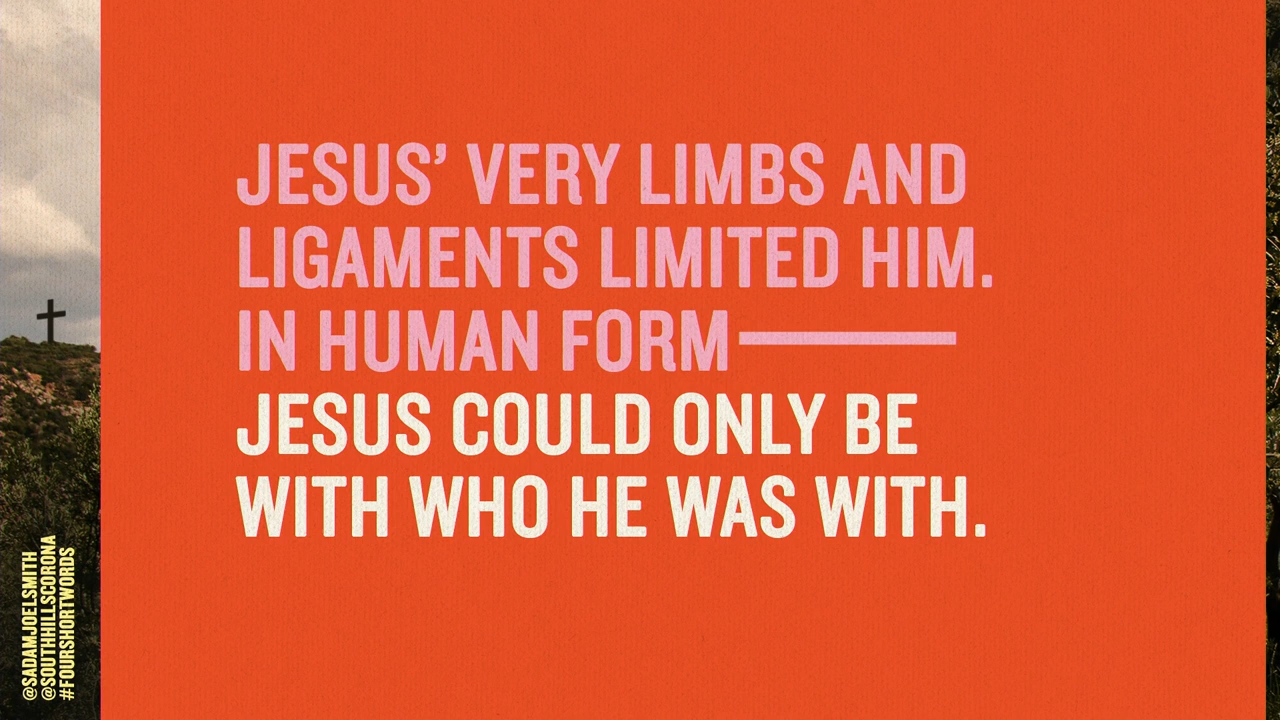 JESUS’ VERY LIMBS AND
LIGAMENTS LIMITED HIM.
IN HUMAN FORM——
JESUS COULD ONLY BE
WITH WHO HE WAS WITH.
@SADAMJOELSMITH
@SOUTHHILLSCORONA
#FOURSHORTWORDS